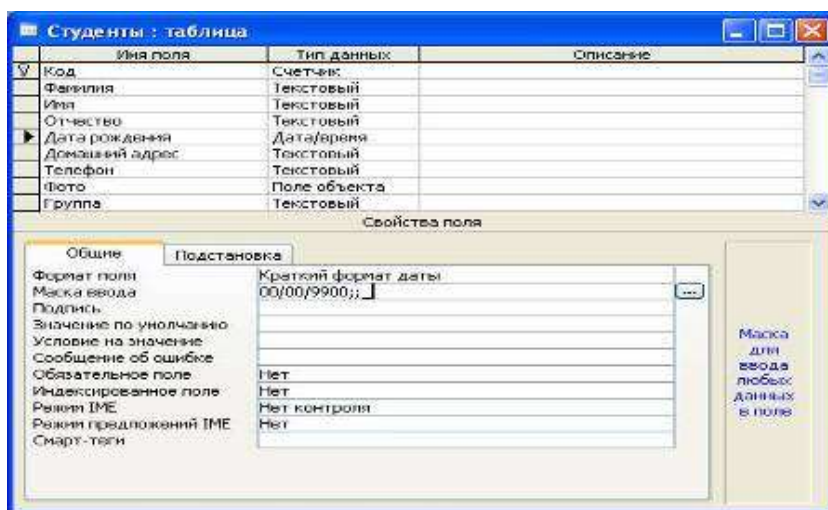 Студенты : таблица
Имя поля Тип данных Описание
Код Счетчик
Фамилия Текстовый
Имя Текстовый
Отчество Текстовый
Дата рождения Дата/время
Домашний адрес Текстовый
Телефон Текстовый
Фото Поле объекта
Группа Текстовый
Свойства поля
Общие Подстановка
Формат поля Краткий формат даты
Маска ввода 00/00/9900;;_ ...
Подпись
Значение по умолчанию
Условие на значение
Сообщение об ошибке
Обязательное поле Нет
Индексированное поле Нет
Режим IME Нет контроля
Режим предложений IME Нет
Смарт-теги
Маска
для
ввода
любых
данных
в поле